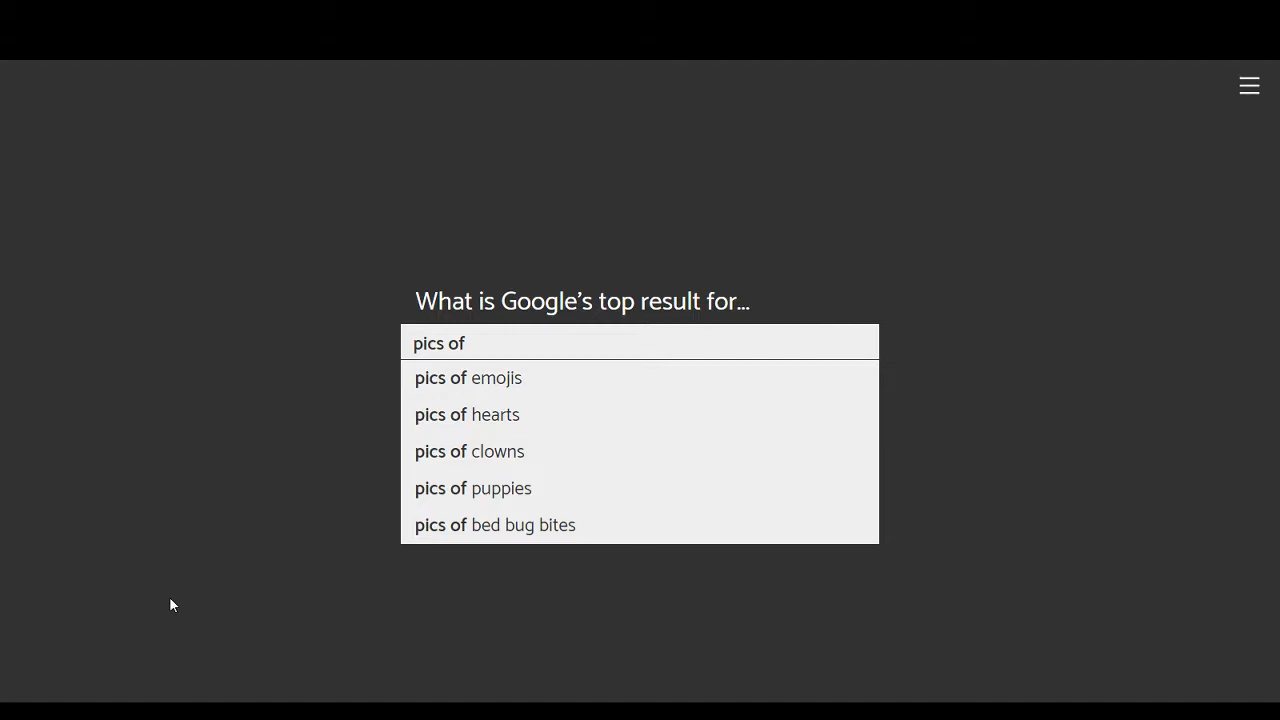 What is Google's top result for...
pics of
pics of emojis
pics of hearts
pics of clowns
pics of puppies
pics of bed bug bites